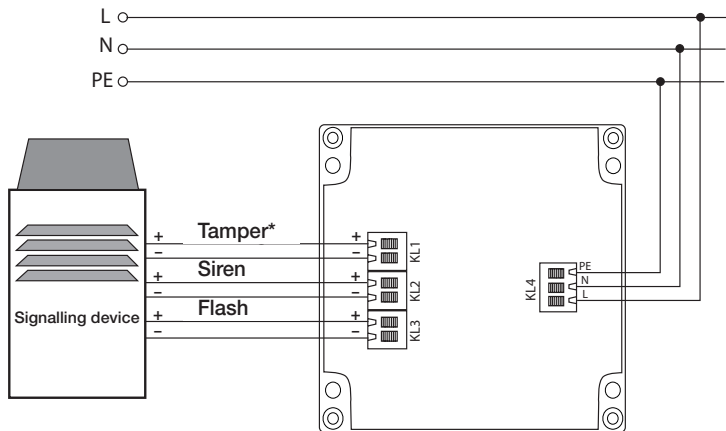 L
N
PE
+ Tamper* + KL1
– –
+ Siren + KL2
– –
+ Flash + KL3
– –
Signalling device
KL4
PE
N
L